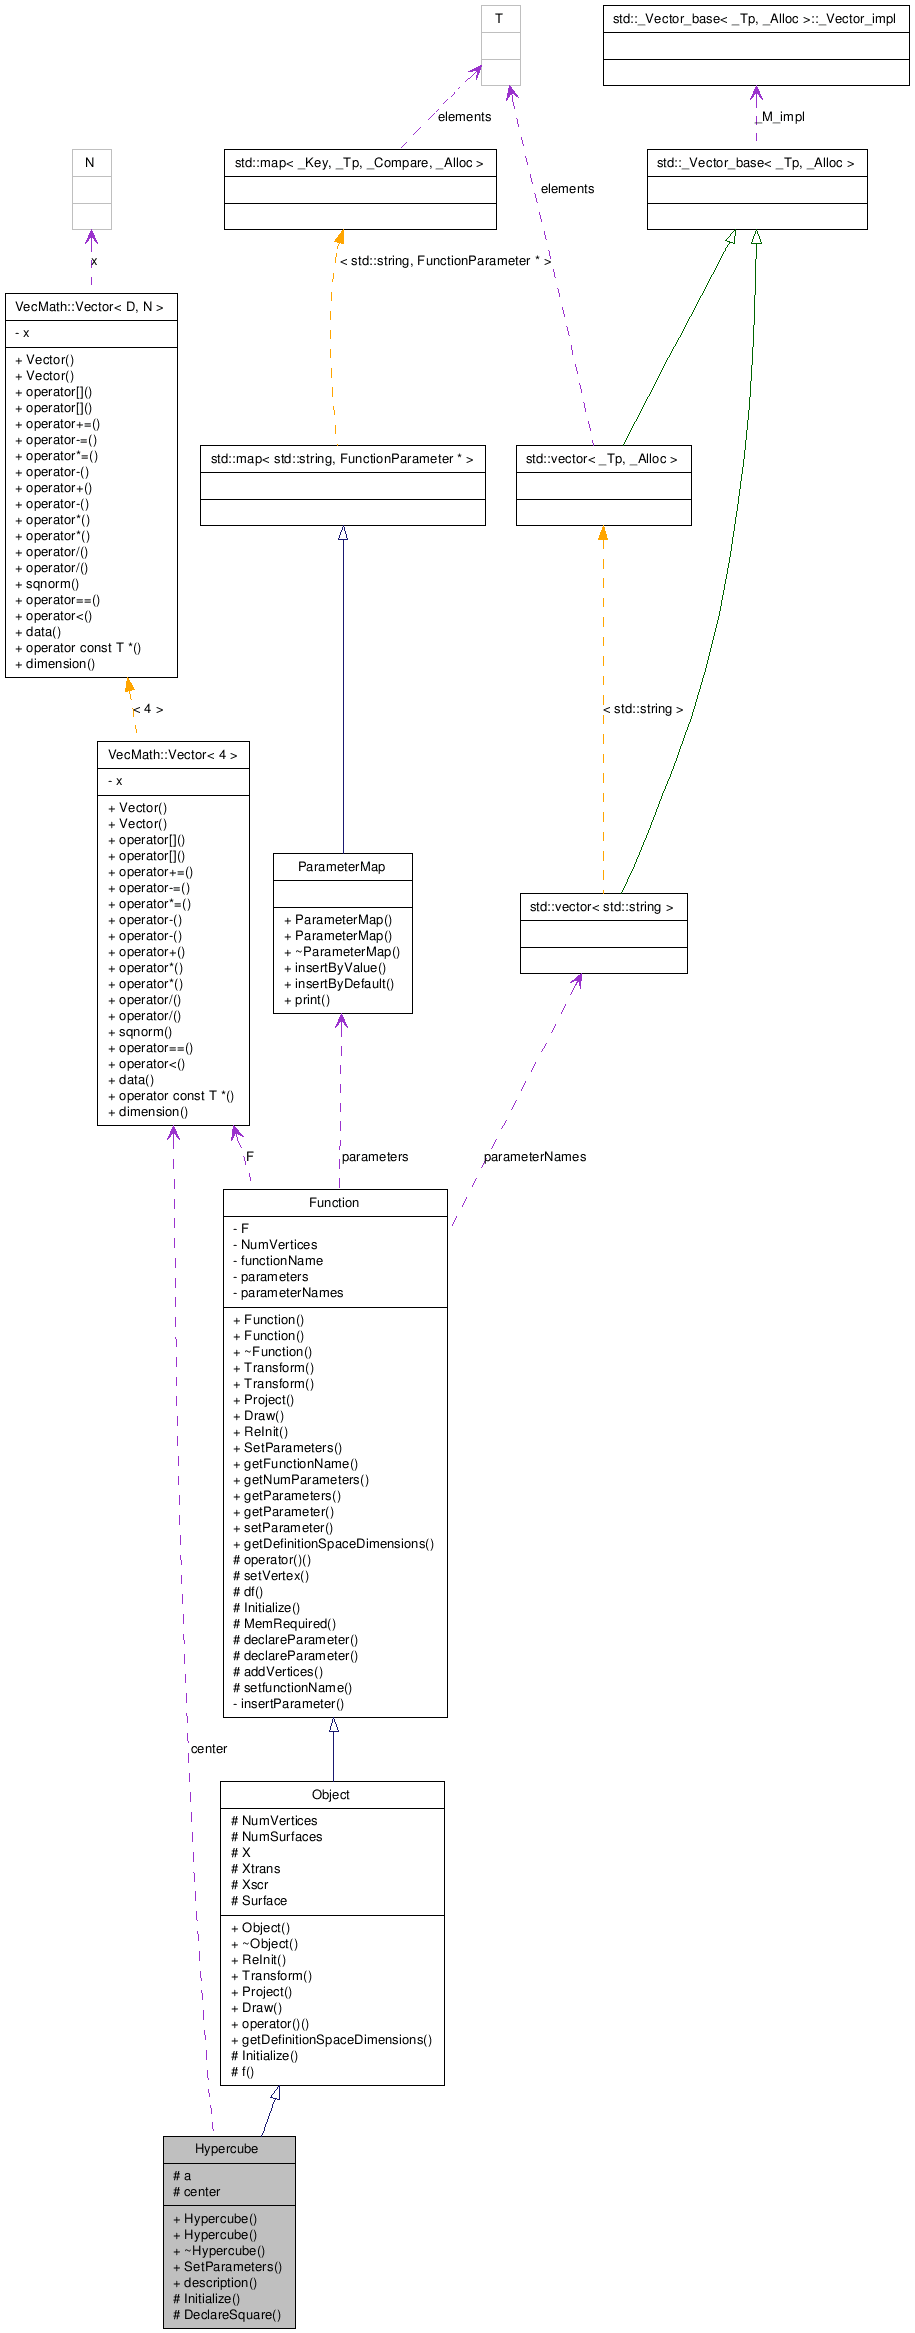 T
std::_Vector_base< _Tp, _Alloc >::_Vector_impl
elements
_M_impl
N
std::map< _Key, _Tp, _Compare, _Alloc >
std::_Vector_base< _Tp, _Alloc >
elements
x
< std::string, FunctionParameter * >
VecMath::Vector< D, N >
- x
+ Vector()
+ Vector()
+ operator[]()
+ operator[]()
+ operator+=()
+ operator-=()
+ operator*=()
+ operator-()
+ operator+()
+ operator-()
+ operator*()
+ operator*()
+ operator/()
+ operator/()
+ sqnorm()
+ operator==()
+ operator<()
+ data()
+ operator const T *()
+ dimension()
std::map< std::string, FunctionParameter * >
std::vector< _Tp, _Alloc >
< 4 >
< std::string >
VecMath::Vector< 4 >
- x
+ Vector()
+ Vector()
+ operator[]()
+ operator[]()
+ operator+=()
+ operator-=()
+ operator*=()
+ operator-()
+ operator-()
+ operator+()
+ operator*()
+ operator*()
+ operator/()
+ operator/()
+ sqnorm()
+ operator==()
+ operator<()
+ data()
+ operator const T *()
+ dimension()
ParameterMap
+ ParameterMap()
+ ParameterMap()
+ ~ParameterMap()
+ insertByValue()
+ insertByDefault()
+ print()
std::vector< std::string >
F
parameters
parameterNames
Function
- F
- NumVertices
- functionName
- parameters
- parameterNames
+ Function()
+ Function()
+ ~Function()
+ Transform()
+ Transform()
+ Project()
+ Draw()
+ ReInit()
+ SetParameters()
+ getFunctionName()
+ getNumParameters()
+ getParameters()
+ getParameter()
+ setParameter()
+ getDefinitionSpaceDimensions()
# operator()()
# setVertex()
# df()
# Initialize()
# MemRequired()
# declareParameter()
# declareParameter()
# addVertices()
# setfunctionName()
- insertParameter()
center
Object
# NumVertices
# NumSurfaces
# X
# Xtrans
# Xscr
# Surface
+ Object()
+ ~Object()
+ ReInit()
+ Transform()
+ Project()
+ Draw()
+ operator()()
+ getDefinitionSpaceDimensions()
# Initialize()
# f()
Hypercube
# a
# center
+ Hypercube()
+ Hypercube()
+ ~Hypercube()
+ SetParameters()
+ description()
# Initialize()
# DeclareSquare()